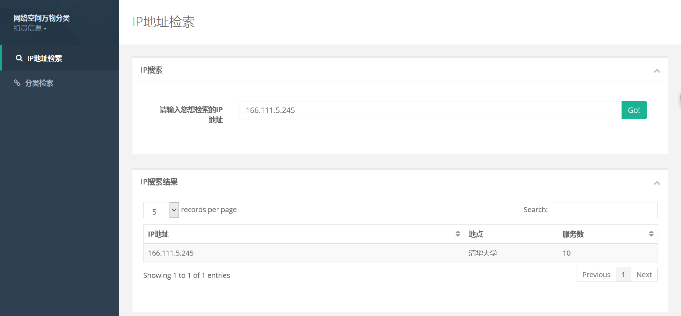 网络空间万物分类
组员信息
IP地址检索
分类检索
IP地址检索
IP搜索
请输入您想检索的IP
地址
166.111.5.245
Go!
IP搜索结果
5 records per page
Search:
IP地址 地点 服务数
166.111.5.245 清华大学 10
Showing 1 to 1 of 1 entries
Previous 1 Next